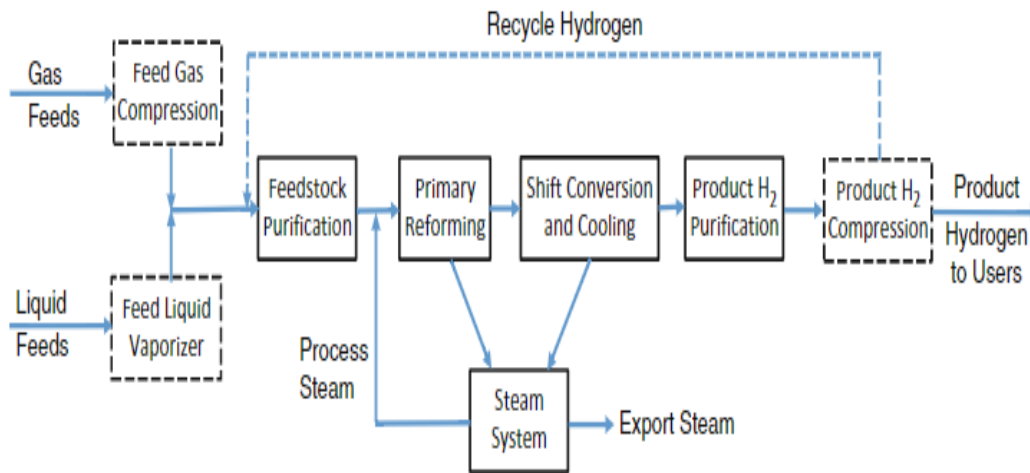 Recycle Hydrogen
Gas
Feeds
Feed Gas
Compression
Feedstock
Purification
Primary
Reforming
Shift Conversion
and Cooling
Product H₂
Purification
Product H₂
Compression
Product
Hydrogen
to Users
Liquid
Feeds
Feed Liquid
Vaporizer
Process
Steam
Steam
System
Export Steam